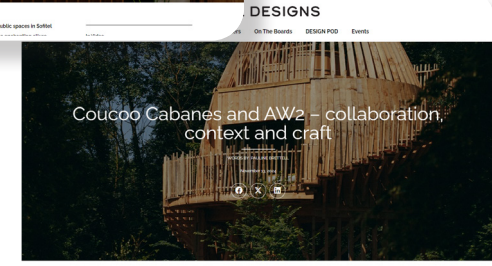 DESIGNS
ublic spaces in Sofitel
ers On The Boards DESIGN POD Events
Coucoo Cabanes and AW2 – collaboration,
context and craft
WORDS BY PAULINE BRETTELL